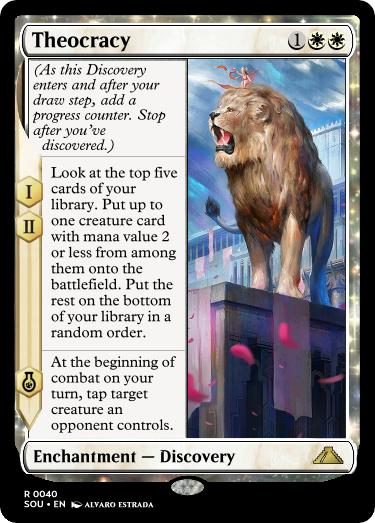 Theocracy 1
(As this Discovery
enters and after your
draw step, add a
progress counter. Stop
after you've
discovered.)
I
II
Look at the top five
cards of your
library. Put up to
one creature card
with mana value 2
or less from among
them onto the
battlefield. Put the
rest on the bottom
of your library in a
random order.
At the beginning of
combat on your
turn, tap target
creature an
opponent controls.
Enchantment — Discovery
R 0040
SOU • EN ALVARO ESTRADA